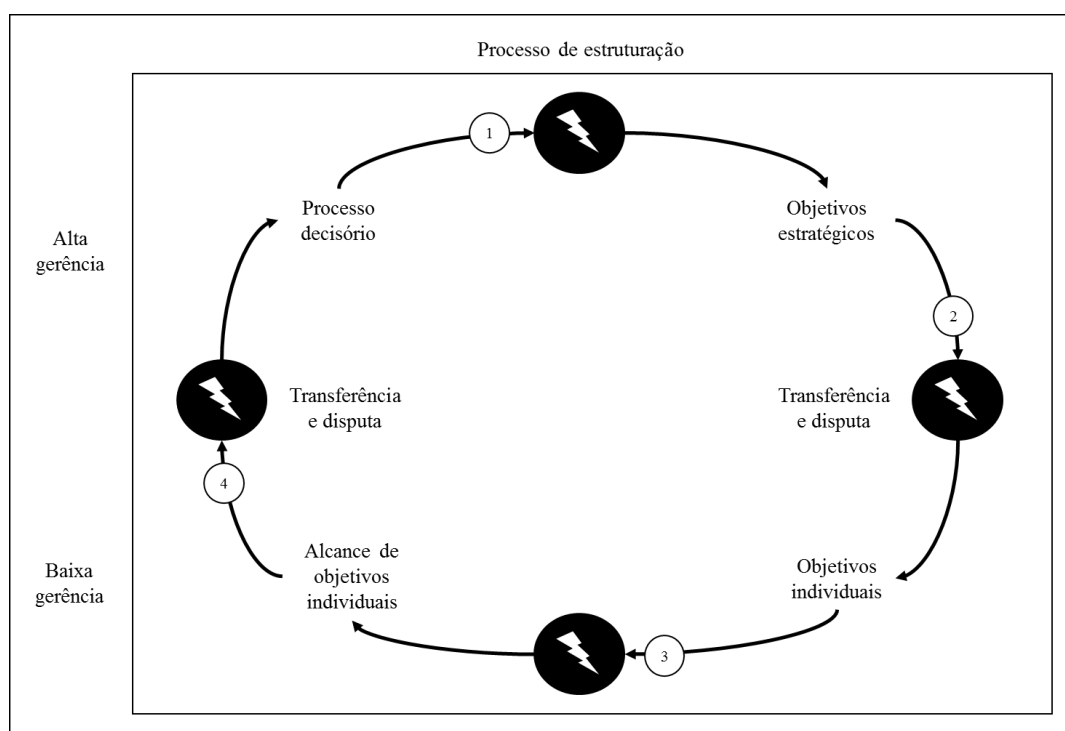 Processo de estruturação
1
Processo
decisório
Objetivos
estratégicos
Alta
gerência
2
Transferência
e disputa
Transferência
e disputa
4
Alcance de
objetivos
individuais
Objetivos
individuais
Baixa
gerência
3